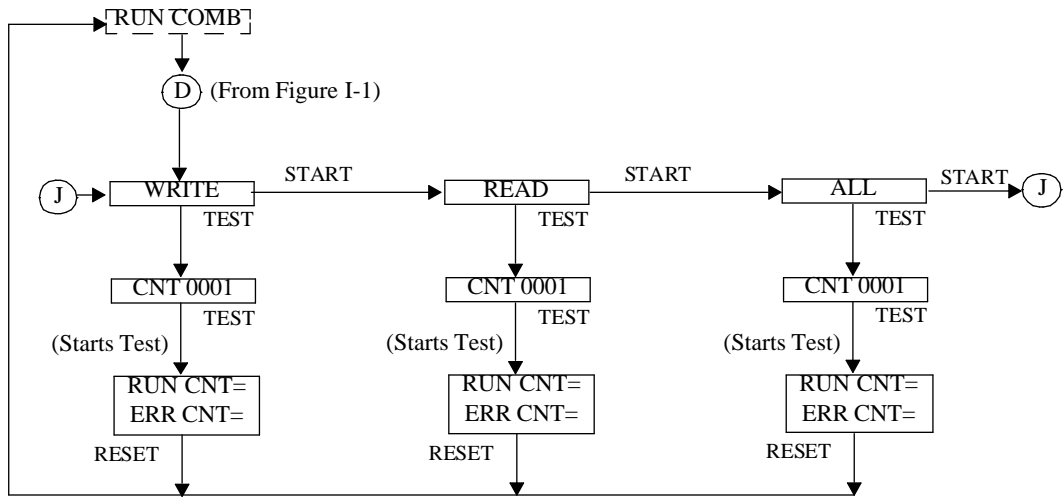 RUN COMB
D (From Figure I-1)
J WRITE START READ START ALL START J
TEST TEST TEST
CNT 0001 CNT 0001 CNT 0001
TEST TEST TEST
(Starts Test) (Starts Test) (Starts Test)
RUN CNT= RUN CNT= RUN CNT=
ERR CNT= ERR CNT= ERR CNT=
RESET RESET RESET